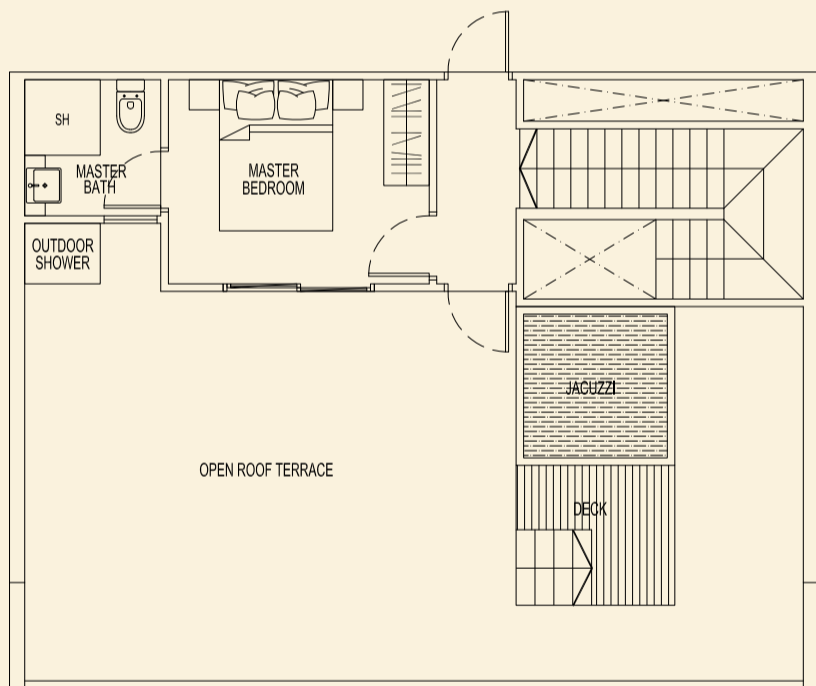 SH
MASTER
BATH
MASTER
BEDROOM
OUTDOOR
SHOWER
JACUZZI
OPEN ROOF TERRACE
DECK